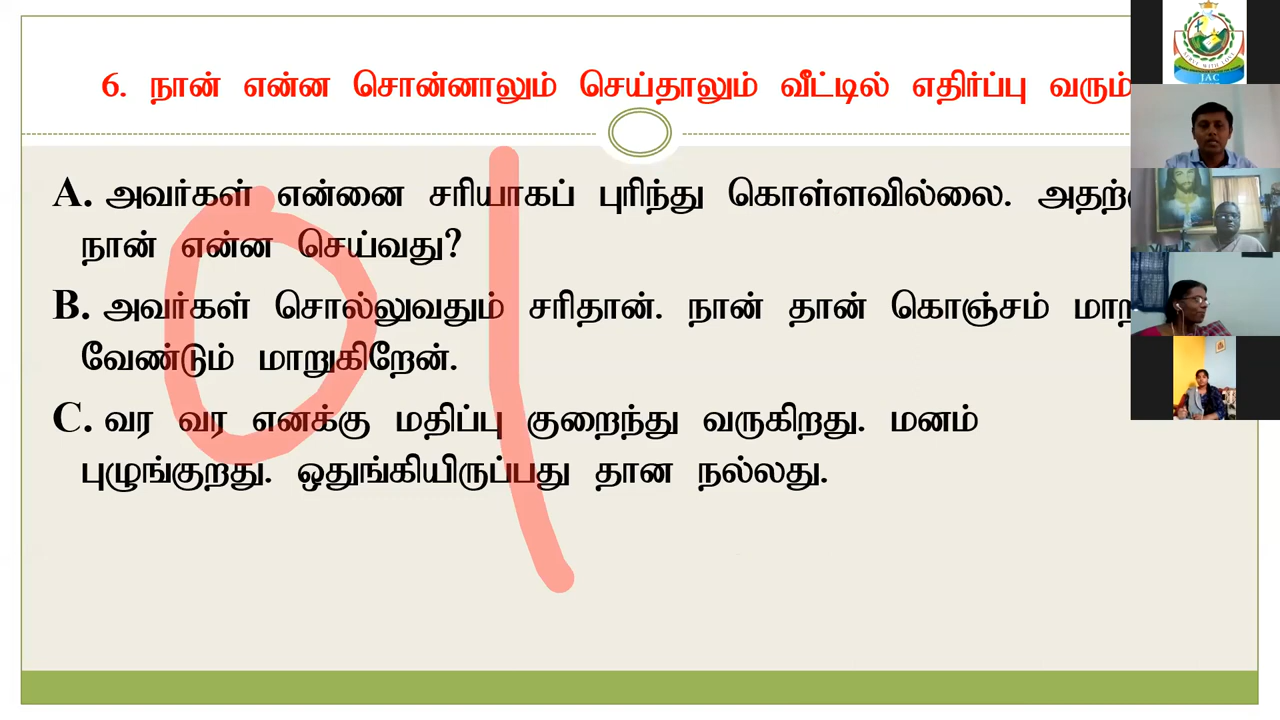 6. நான் என்ன சொன்னாலும் செய்தாலும் வீட்டில் எதிர்ப்பு வரும்
A. அவர்கள் என்னை சரியாகப் புரிந்து கொள்ளவில்லை.
நான் என்ன செய்வது?
B. அவர்கள் சொல்லுவதும் சரிதான். நான் தான் கொஞ்சம்
வேண்டும் மாறுகிறேன்.
C. வர வர எனக்கு மதிப்பு குறைந்து வருகிறது. மனம்
புழுங்குறது. ஒதுங்கியிருப்பது தான நல்லது.
JAC